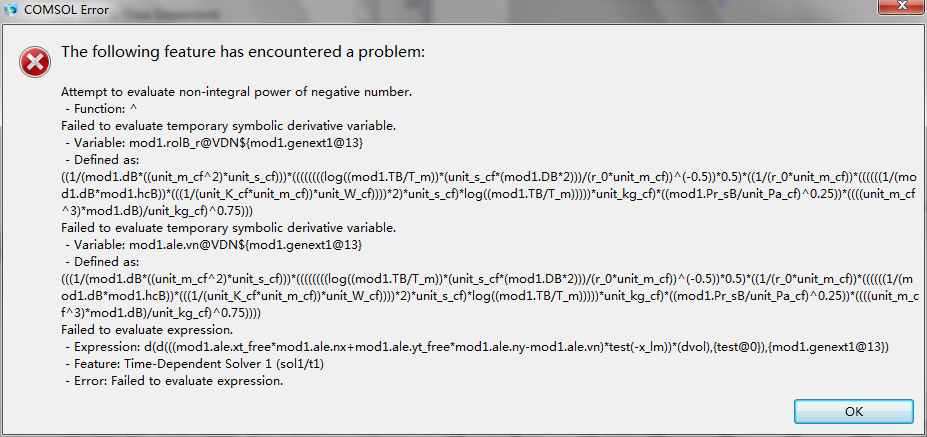 COMSOL Error
Time Dependent
The following feature has encountered a problem:
Attempt to evaluate non-integral power of negative number.
- Function: ^
Failed to evaluate temporary symbolic derivative variable.
- Variable: mod1.rolB_r@VDN${mod1.genext1@13}
- Defined as:
((1/(mod1.dB*((unit_m_cf^2)*unit_s_cf)))*((((((((log((mod1.TB/T_m))*(unit_s_cf*(mod1.DB*2)))/(r_0*unit_m_cf))^(-0.5))*0.5)*((1/(r_0*unit_m_cf))*((((((1/(mo
d1.dB*mod1.hcB))*(((1/(unit_K_cf*unit_m_cf))*unit_W_cf))))*2)*unit_s_cf)*log((mod1.TB/T_m)))))*unit_kg_cf)*((mod1.Pr_sB/unit_Pa_cf)^0.25))*((((unit_m_cf
^3)*mod1.dB)/unit_kg_cf)^0.75)))
Failed to evaluate temporary symbolic derivative variable.
- Variable: mod1.ale.vn@VDN${mod1.genext1@13}
- Defined as:
(((1/(mod1.dB*((unit_m_cf^2)*unit_s_cf)))*((((((((log((mod1.TB/T_m))*(unit_s_cf*(mod1.DB*2)))/(r_0*unit_m_cf))^(-0.5))*0.5)*((1/(r_0*unit_m_cf))*((((((1/(m
od1.dB*mod1.hcB))*(((1/(unit_K_cf*unit_m_cf))*unit_W_cf))))*2)*unit_s_cf)*log((mod1.TB/T_m)))))*unit_kg_cf)*((mod1.Pr_sB/unit_Pa_cf)^0.25))*((((unit_m_c
f^3)*mod1.dB)/unit_kg_cf)^0.75))))
Failed to evaluate expression.
- Expression: d(d(((mod1.ale.xt_free*mod1.ale.nx+mod1.ale.yt_free*mod1.ale.ny-mod1.ale.vn)*test(-x_lm))*(dvol),{test@0}),{mod1.genext1@13})
- Feature: Time-Dependent Solver 1 (sol1/t1)
- Error: Failed to evaluate expression.
OK